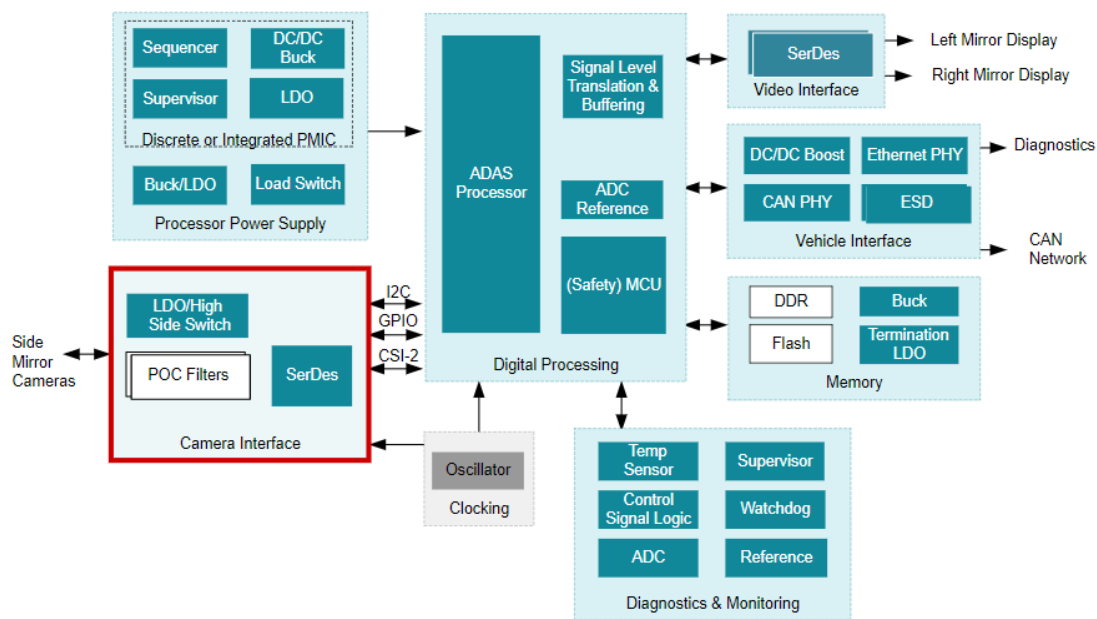 Sequencer
DC/DC
Buck
Supervisor
LDO
Discrete or Integrated PMIC
Buck/LDO
Load Switch
Processor Power Supply
ADAS
Processor
Signal Level
Translation &
Buffering
ADC
Reference
(Safety) MCU
Digital Processing
SerDes
Video Interface
Left Mirror Display
Right Mirror Display
DC/DC Boost
Ethernet PHY
CAN PHY
ESD
Vehicle Interface
Diagnostics
CAN
Network
LDO/High
Side Switch
POC Filters
SerDes
Camera Interface
Side
Mirror
Cameras
I2C
GPIO
CSI-2
DDR
Buck
Flash
Termination
LDO
Memory
Oscillator
Clocking
Temp
Sensor
Supervisor
Control
Signal Logic
Watchdog
ADC
Reference
Diagnostics & Monitoring